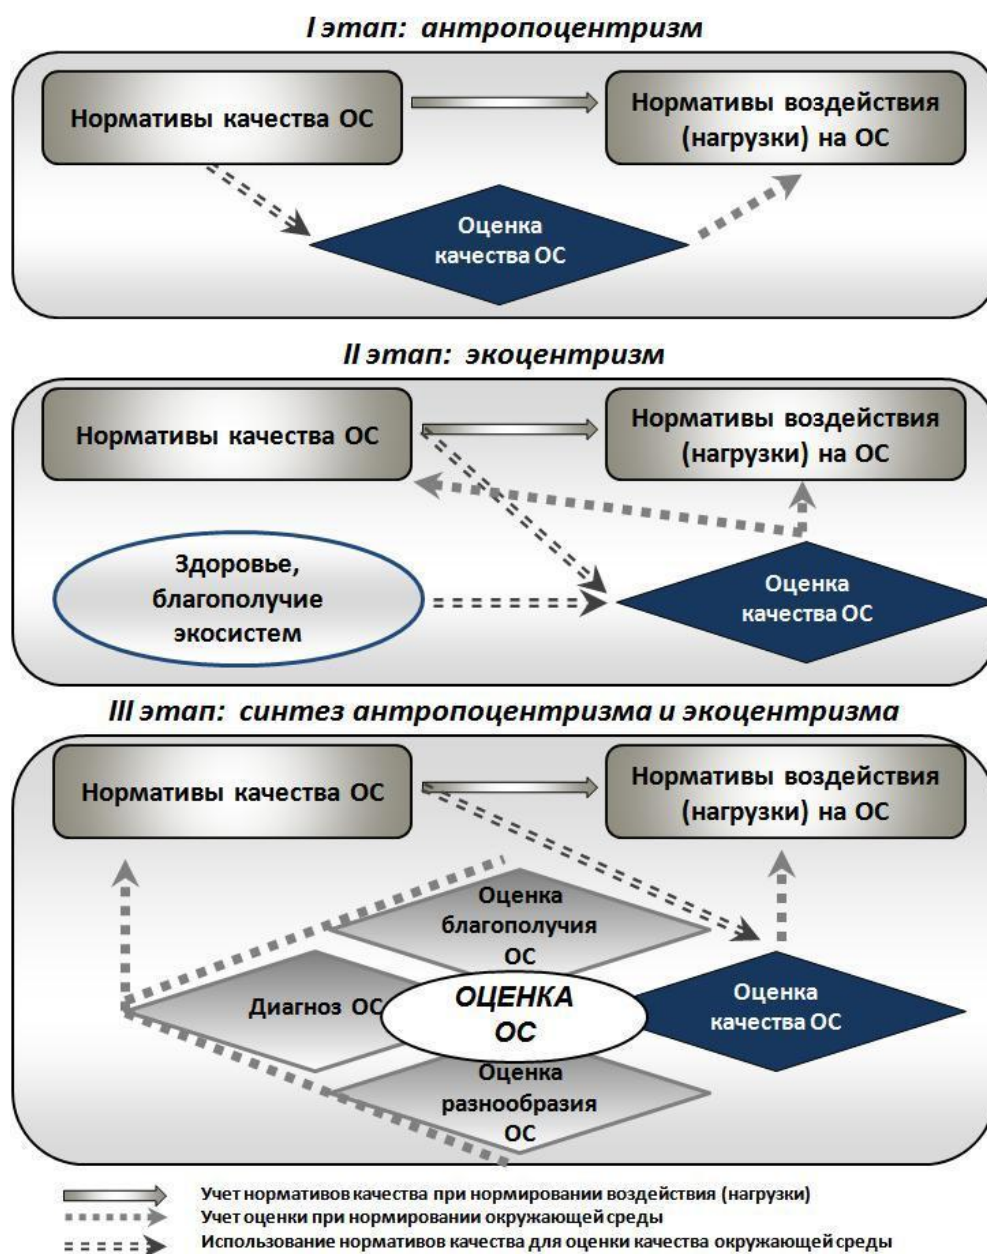 I этап: антропоцентризм
Нормативы качества ОС
Нормативы воздействия
(нагрузки) на ОС
Оценка
качества ОС
II этап: экоцентризм
Нормативы качества ОС
Нормативы воздействия
(нагрузки) на ОС
Здоровье,
благополучие
экосистем
Оценка
качества ОС
III этап: синтез антропоцентризма и экоцентризма
Нормативы качества ОС
Нормативы воздействия
(нагрузки) на ОС
Оценка
благополучия
ОС
Диагноз ОС
ОЦЕНКА
ОС
Оценка
качества ОС
Оценка
разнообразия
ОС
Учет нормативов качества при нормировании воздействия (нагрузки)
Учет оценки при нормировании окружающей среды
Использование нормативов качества для оценки качества окружающей среды